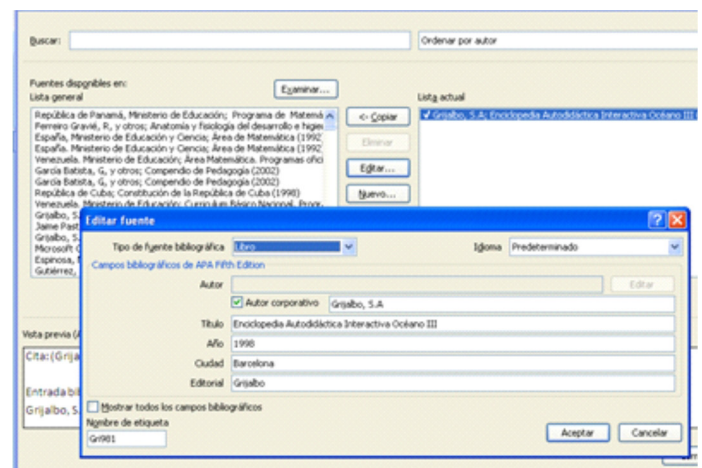 Buscar:
Ordenar por autor
Fuentes disponibles en:
Lista general
Examinar...
Lista actual
República de Panamá, Ministerio de Educación; Programa de Matemá
Ferreiro Gravié, R, y otros; Anatomía y fisiología del desarrollo e higie
España, Ministerio de Educación y Ciencia; Área de Matemática (1992
España, Ministerio de Educación y Ciencia; Área de Matemática (1992)
Venezuela. Ministerio de Educación; Área Matemática. Programas ofici
García Batista, G, y otros; Compendio de Pedagogía (2002)
García Batista, G, y otros; Compendio de Pedagogía (2002)
República de Cuba; Constitución de la República de Cuba (1998)
Venezuela. Ministerio de Educación; Curriculum Básico Nacional. Progr
Grijalbo, S.
Jaime Past
Grijalbo, S.
Microsoft C
Espinosa, 
Gutiérrez,
<- Copiar
Eliminar
Editar...
Nuevo...
Grijalbo, S.A; Enciclopedia Autodidáctica Interactiva Océano III
Editar fuente
Tipo de fuente bibliográfica Libro
Idioma Predeterminado
Campos bibliográficos de APA Fifth Edition
Autor
Editar
Autor corporativo Grijalbo, S.A
Título Enciclopedia Autodidáctica Interactiva Océano III
Año 1998
Ciudad Barcelona
Editorial Grijalbo
Mostrar todos los campos bibliográficos
Nombre de etiqueta
Gri981
Aceptar
Cancelar
Vista previa (A
Cita: (Grija
Entrada bib
Grijalbo, S.